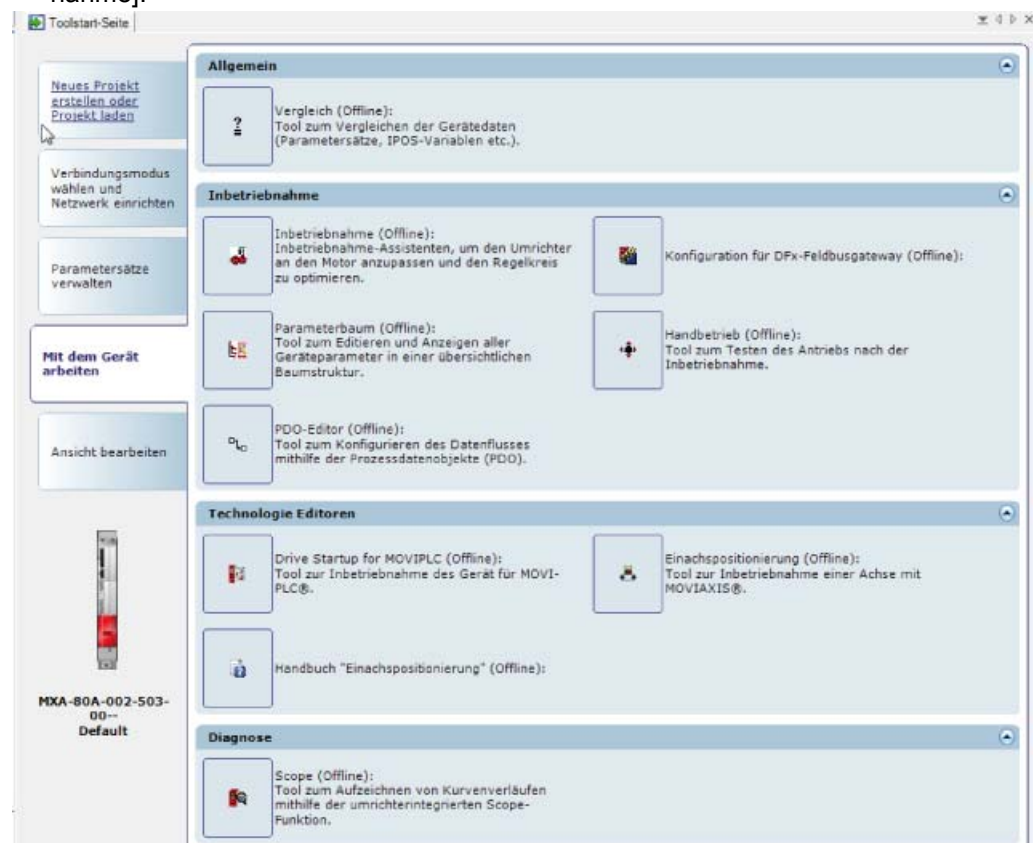 nahme].
Toolstart-Seite
Neues Projekt
erstellen oder
Projekt laden
Verbindungsmodus
wählen und
Netzwerk einrichten
Parametersätze
verwalten
Mit dem Gerät
arbeiten
Ansicht bearbeiten
MXA-80A-002-503-
00--
Default
Allgemein
Vergleich (Offline):
Tool zum Vergleichen der Gerätedaten
(Parametersätze, IPOS-Variablen etc.).
Inbetriebnahme
Inbetriebnahme (Offline):
Inbetriebnahme-Assistenten, um den Umrichter
an den Motor anzupassen und den Regelkreis
zu optimieren.
Konfiguration für DFx-Feldbusgateway (Offline):
Parameterbaum (Offline):
Tool zum Editieren und Anzeigen aller
Geräteparameter in einer übersichtlichen
Baumstruktur.
Handbetrieb (Offline):
Tool zum Testen des Antriebs nach der
Inbetriebnahme.
PDO-Editor (Offline):
Tool zum Konfigurieren des Datenflusses
mithilfe der Prozessdatenobjekte (PDO).
Technologie Editoren
Drive Startup for MOVIPLC (Offline):
Tool zur Inbetriebnahme des Gerät für MOVI-
PLC®.
Einachspositionierung (Offline):
Tool zur Inbetriebnahme einer Achse mit
MOVIAXIS®.
Handbuch "Einachspositionierung" (Offline):
Diagnose
Scope (Offline):
Tool zum Aufzeichnen von Kurvenverläufen
mithilfe der umrichterintegrierten Scope-
Funktion.